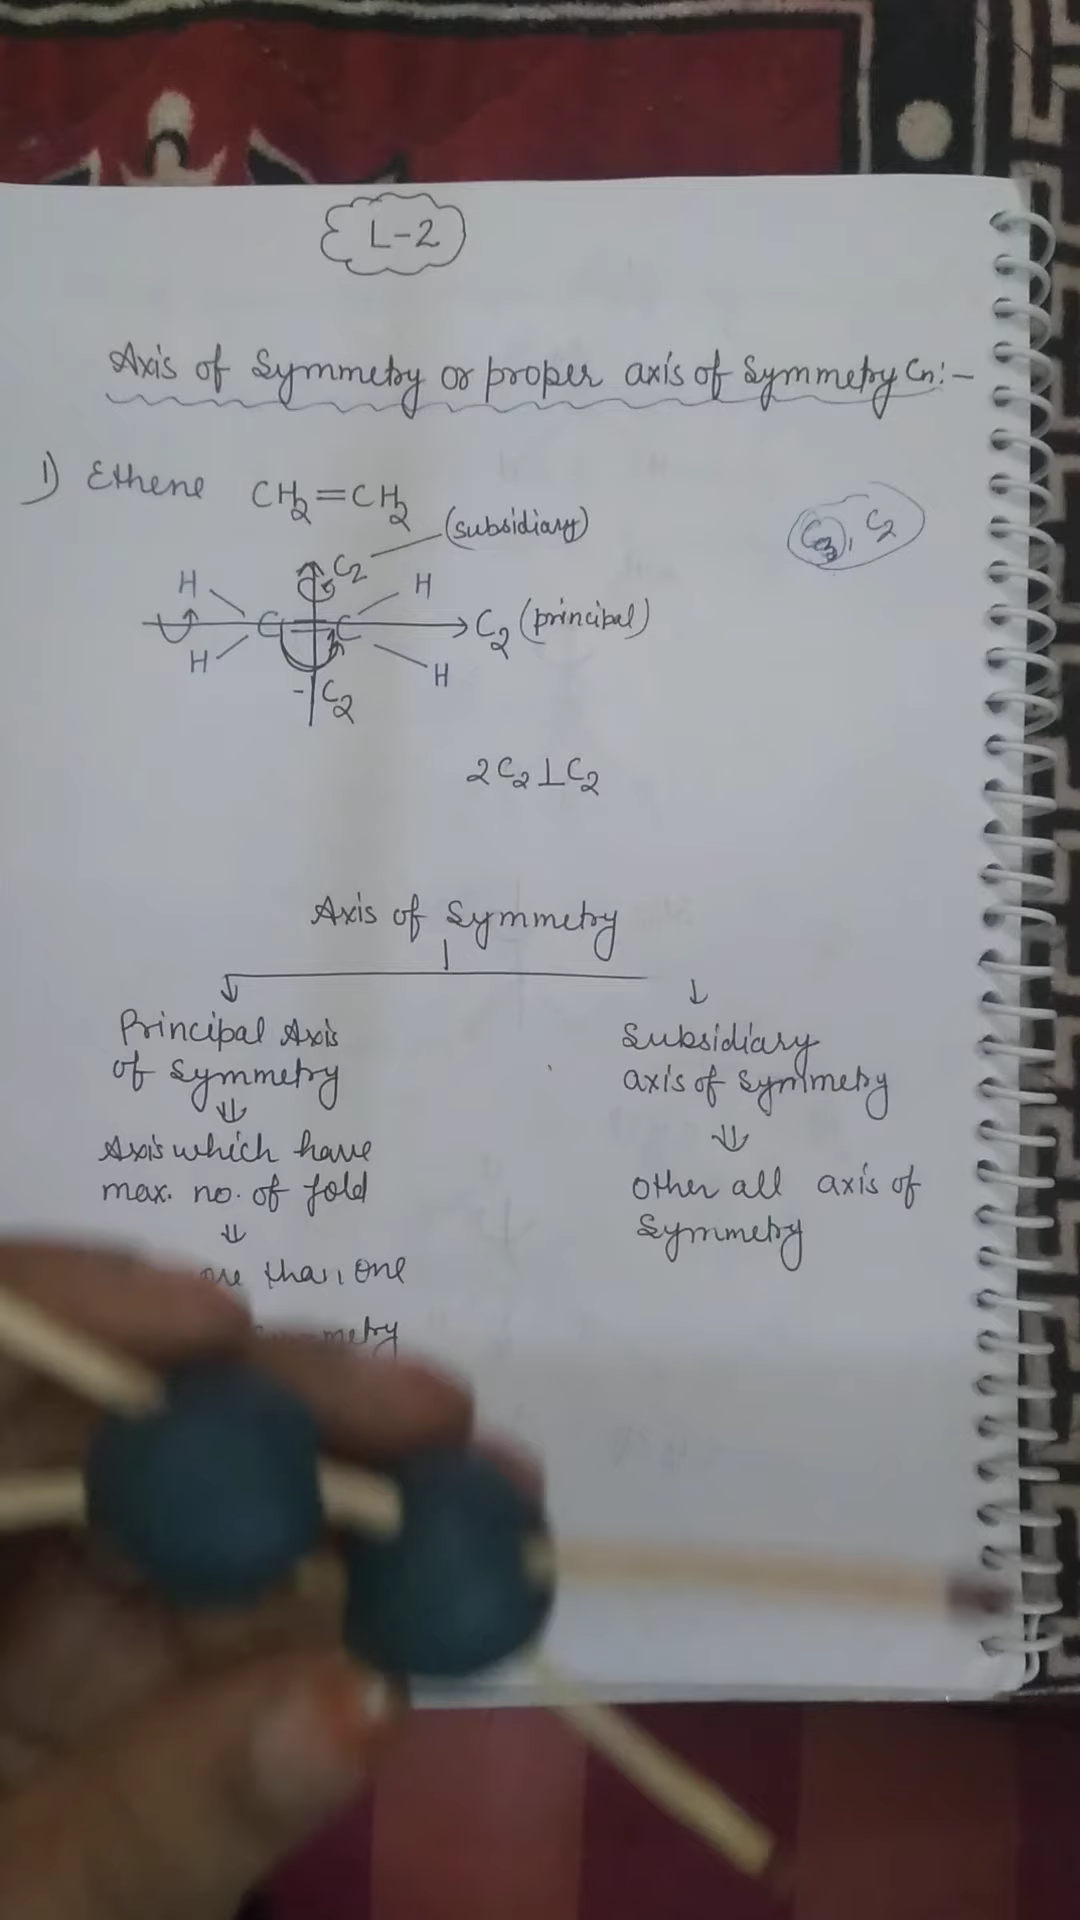 L-2
Axis of Symmetry or proper axis of Symmetry Cn:-
1) Ethene CH2=CH2
(subsidiary)
C3, C2
C2
H H
C C C2 (principal)
H H
C2
2C2⊥C2
Axis of Symmetry
Principal Axis
of Symmetry
Subsidiary
axis of Symmetry
Axis which have
max. no. of fold
other all axis of
Symmetry
than one